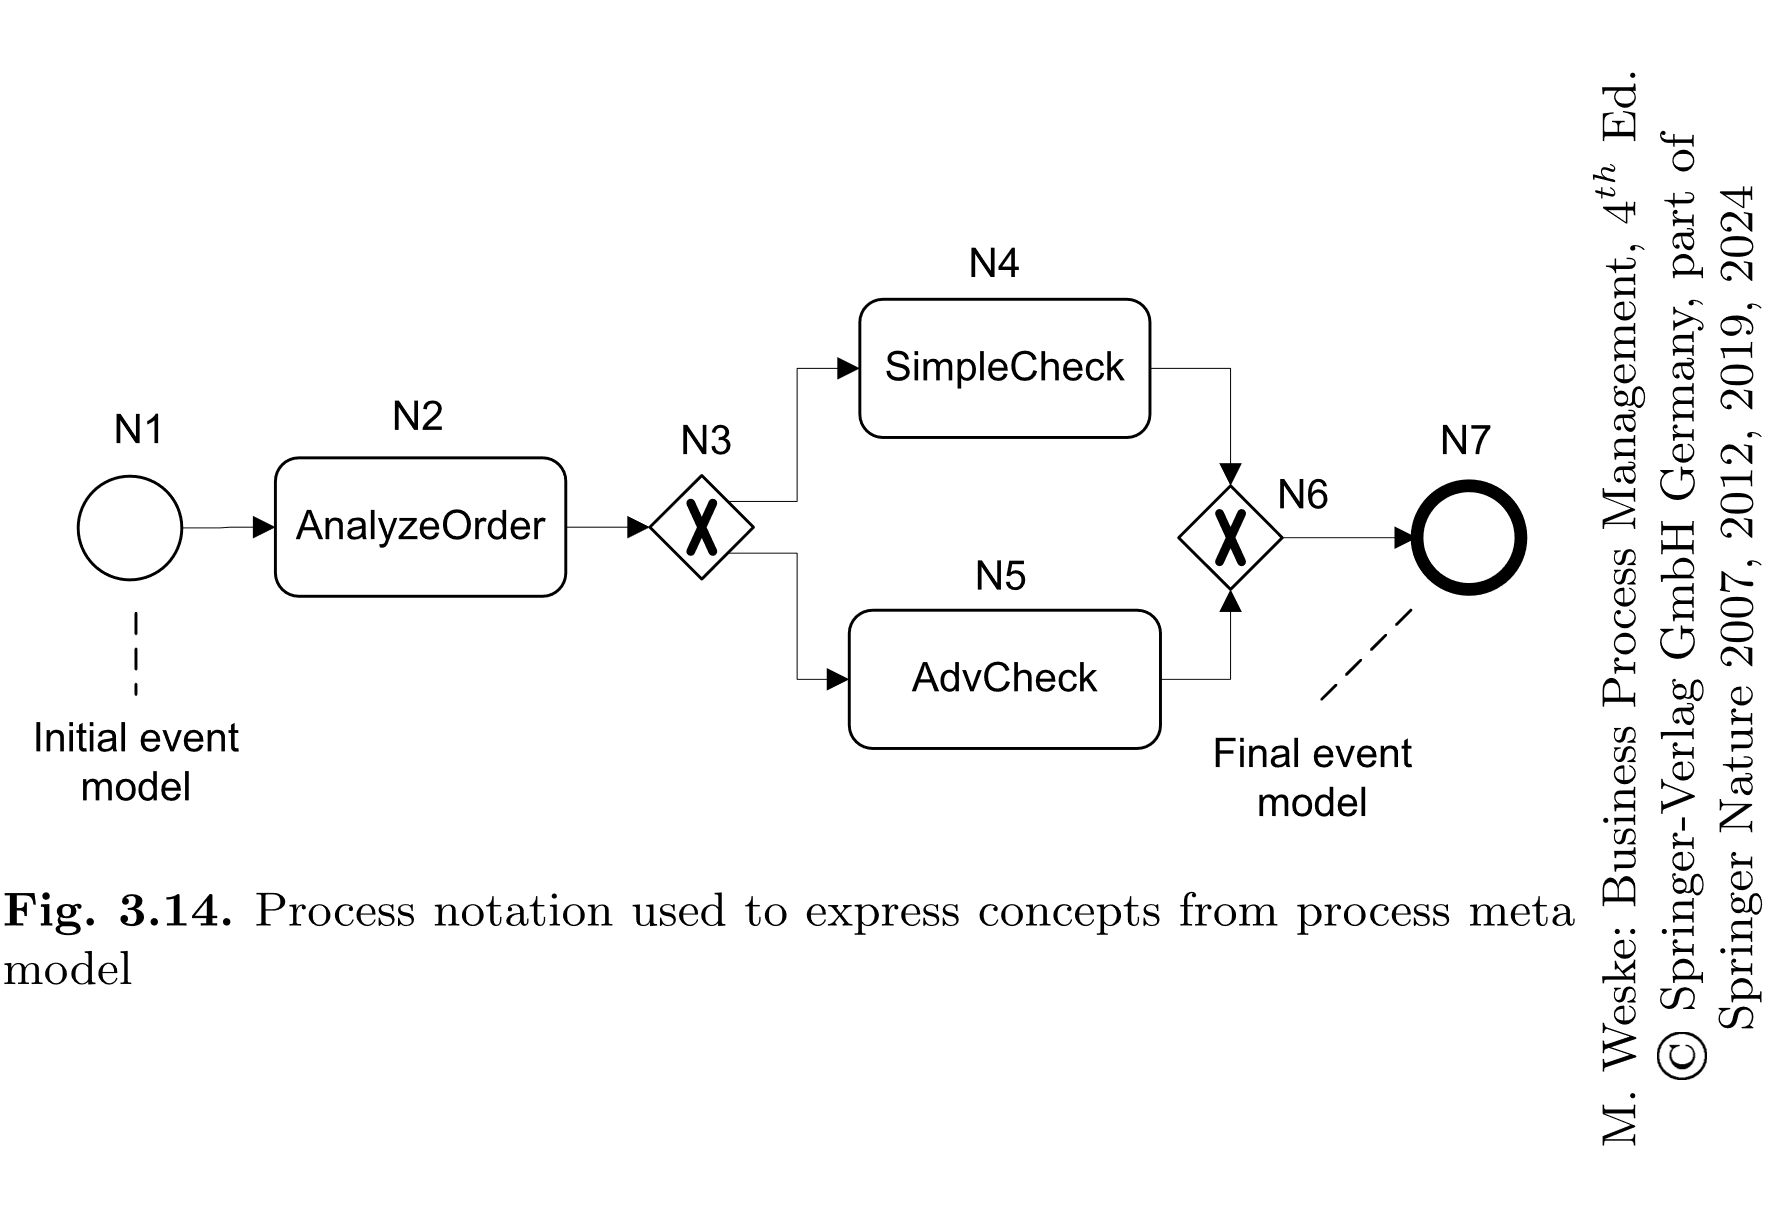 N1
N2
AnalyzeOrder
N3
N4
SimpleCheck
N5
AdvCheck
N6
N7
Initial event
model
Final event
model
Fig. 3.14. Process notation used to express concepts from process meta
model
M. Weske: Business Process Management, 4th Ed.
© Springer-Verlag GmbH Germany, part of
Springer Nature 2007, 2012, 2019, 2024